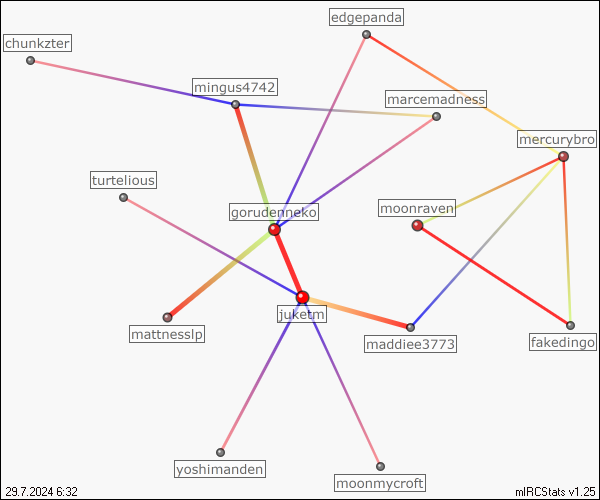 edgepanda
chunkzter
mingus4742
marcemadness
mercurybro
turtelious
gorudenneko
moonraven
juketm
mattnesslp
maddiee3773
fakedingo
yoshimanden
moonmycroft
29.7.2024 6:32
mIRCStats v1.25